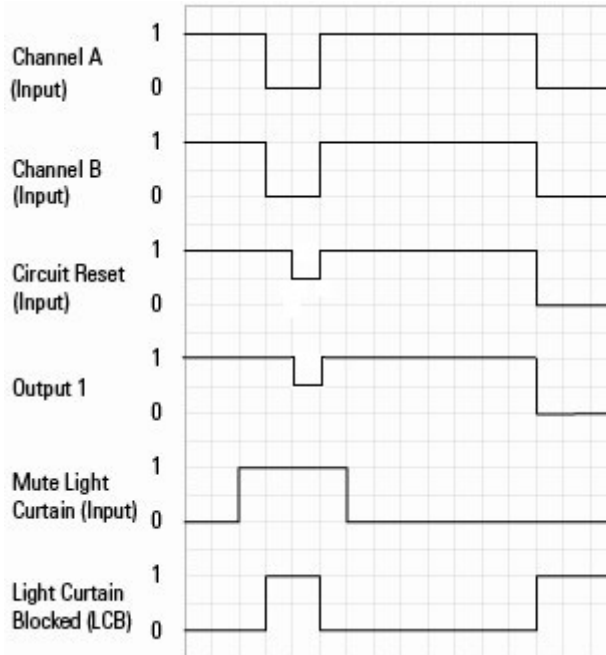 1
Channel A
(Input)
0
1
Channel B
(Input)
0
1
Circuit Reset
(Input)
0
1
Output 1
0
1
Mute Light
Curtain (Input)
0
1
Light Curtain
Blocked (LCB)
0